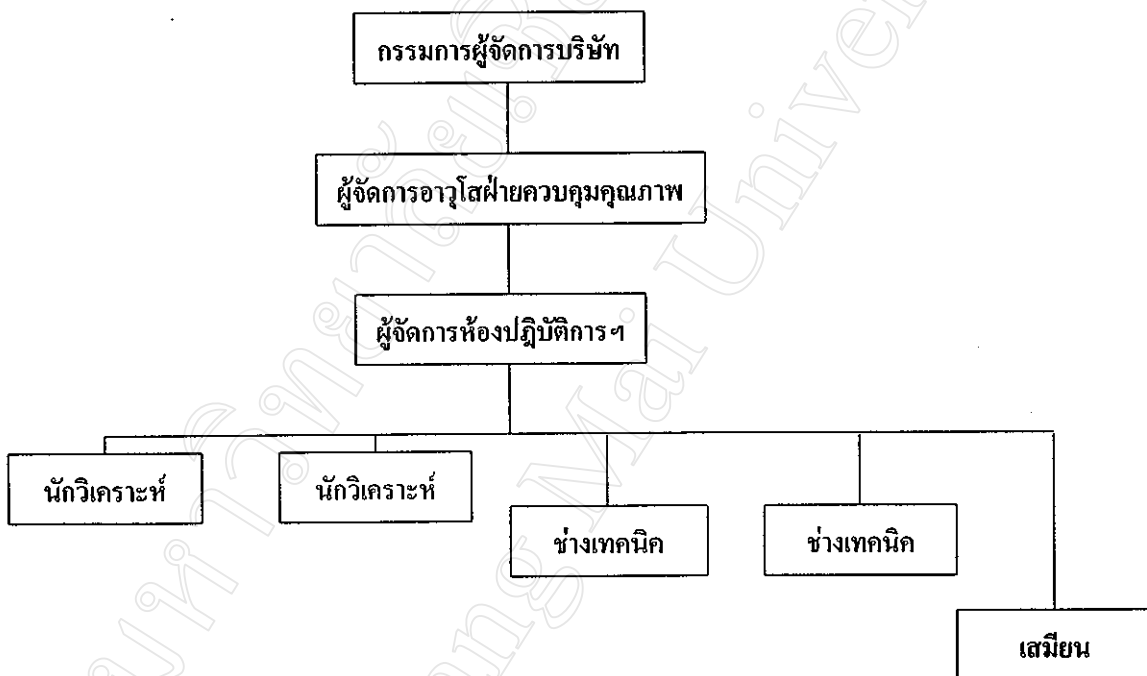 กรรมการผู้จัดการบริษัท
ผู้จัดการอาวุโสฝ่ายควบคุมคุณภาพ
ผู้จัดการห้องปฎิบัติการฯ
นักวิเคราะห์
นักวิเคราะห์
ช่างเทคนิค
ช่างเทคนิค
เสมียน